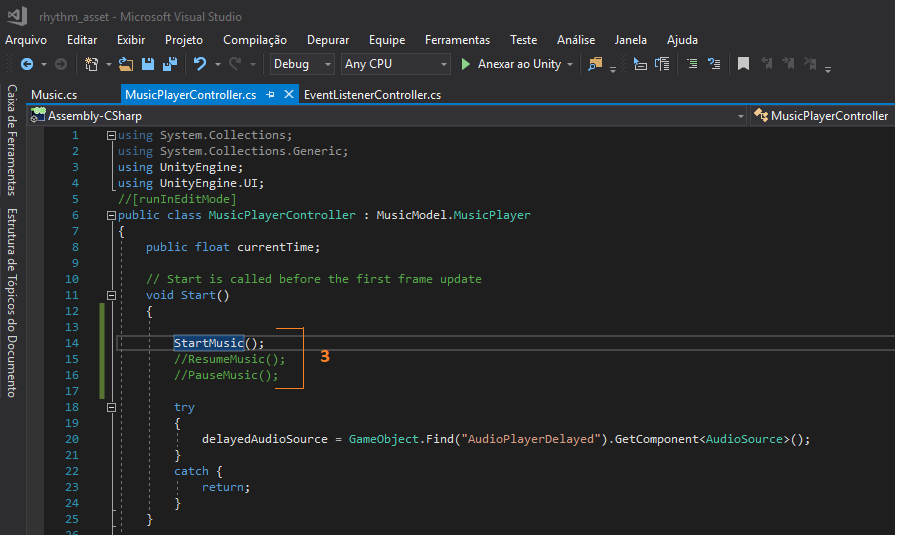 rhythm_asset - Microsoft Visual Studio
Arquivo Editar Exibir Projeto Compilação Depurar Equipe Ferramentas Teste Análise Janela Ajuda
Debug Any CPU Anexar ao Unity
Music.cs MusicPlayerController.cs EventListenerController.cs
Assembly-CSharp MusicPlayerController
Caixa de Ferramentas
Estrutura de Tópicos do Documento
1 using System.Collections;
2 using System.Collections.Generic;
3 using UnityEngine;
4 using UnityEngine.UI;
5 //[runInEditMode]
6 public class MusicPlayerController : MusicModel.MusicPlayer
7 {
8 public float currentTime;
9
10 // Start is called before the first frame update
11 void Start()
12 {
13
14 StartMusic();
15 //ResumeMusic(); 3
16 //PauseMusic();
17
18 try
19 {
20 delayedAudioSource = GameObject.Find("AudioPlayerDelayed").GetComponent<AudioSource>();
21 }
22 catch {
23 return;
24 }
25 }
26